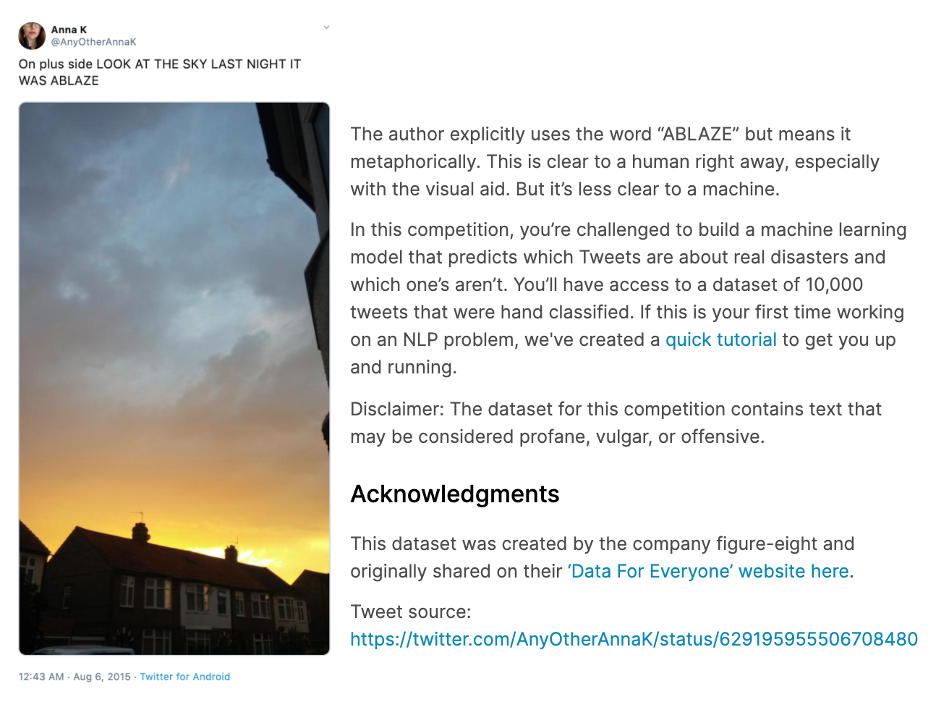 Anna K
@AnyOtherAnnaK
On plus side LOOK AT THE SKY LAST NIGHT IT
WAS ABLAZE
12:43 AM · Aug 6, 2015 · Twitter for Android
The author explicitly uses the word “ABLAZE” but means it
metaphorically. This is clear to a human right away, especially
with the visual aid. But it’s less clear to a machine.
In this competition, you’re challenged to build a machine learning
model that predicts which Tweets are about real disasters and
which one’s aren’t. You’ll have access to a dataset of 10,000
tweets that were hand classified. If this is your first time working
on an NLP problem, we've created a quick tutorial to get you up
and running.
Disclaimer: The dataset for this competition contains text that
may be considered profane, vulgar, or offensive.
Acknowledgments
This dataset was created by the company figure-eight and
originally shared on their ‘Data For Everyone’ website here.
Tweet source:
https://twitter.com/AnyOtherAnnaK/status/629195955506708480